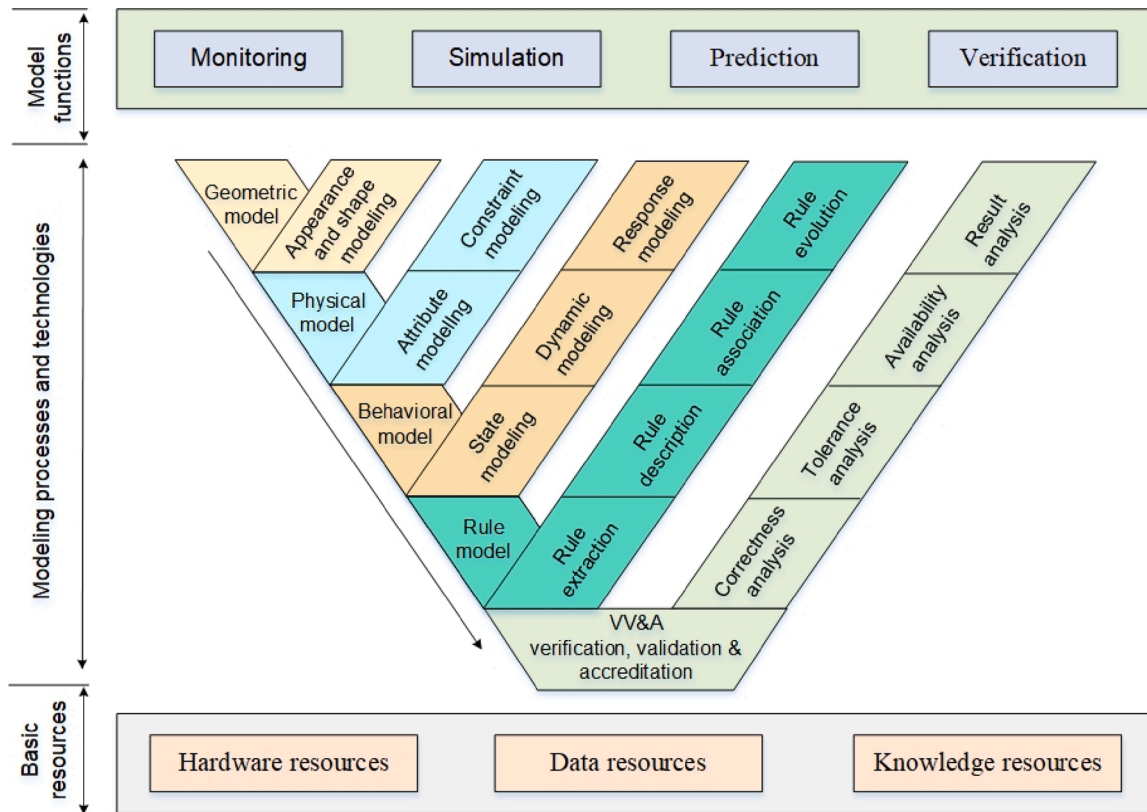 Model
functions
Monitoring
Simulation
Prediction
Verification
Modeling processes and technologies
Geometric
model
Appearance
and shape
modeling
Constraint
modeling
Response
modeling
Rule
evolution
Result
analysis
Physical
model
Attribute
modeling
Dynamic
modeling
Rule
association
Availability
analysis
Behavioral
model
State
modeling
Rule
description
Tolerance
analysis
Rule
model
Rule
extraction
Correctness
analysis
VV&A
verification, validation &
accreditation
Basic
resources
Hardware resources
Data resources
Knowledge resources